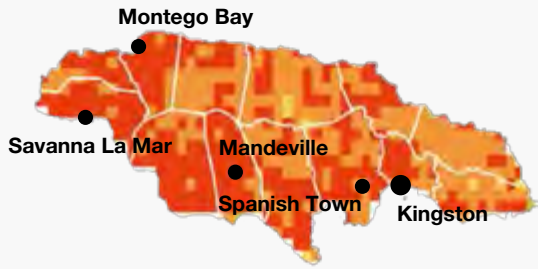 Montego Bay
Savanna La Mar
Mandeville
Spanish Town
Kingston